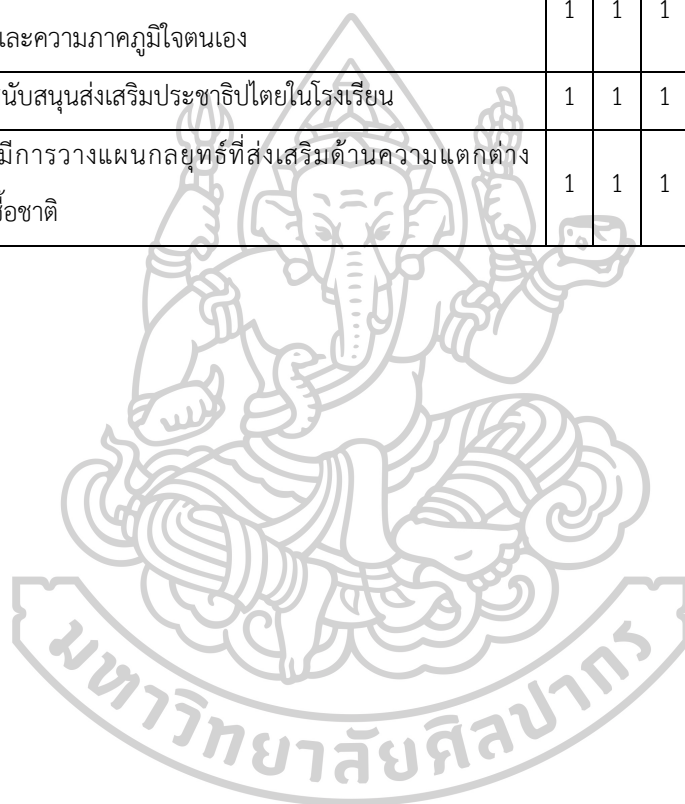 และความภาคภูมิใจตนเอง
1 1 1
นับสนุนส่งเสริมประชาธิปไตยในโรงเรียน 1 1 1
มีการวางแผนกลยุทธ์ที่ส่งเสริมด้านความแตกต่าง
1 1 1
ชื้อชาติ
มหาวิทยาลัยศิลปากร